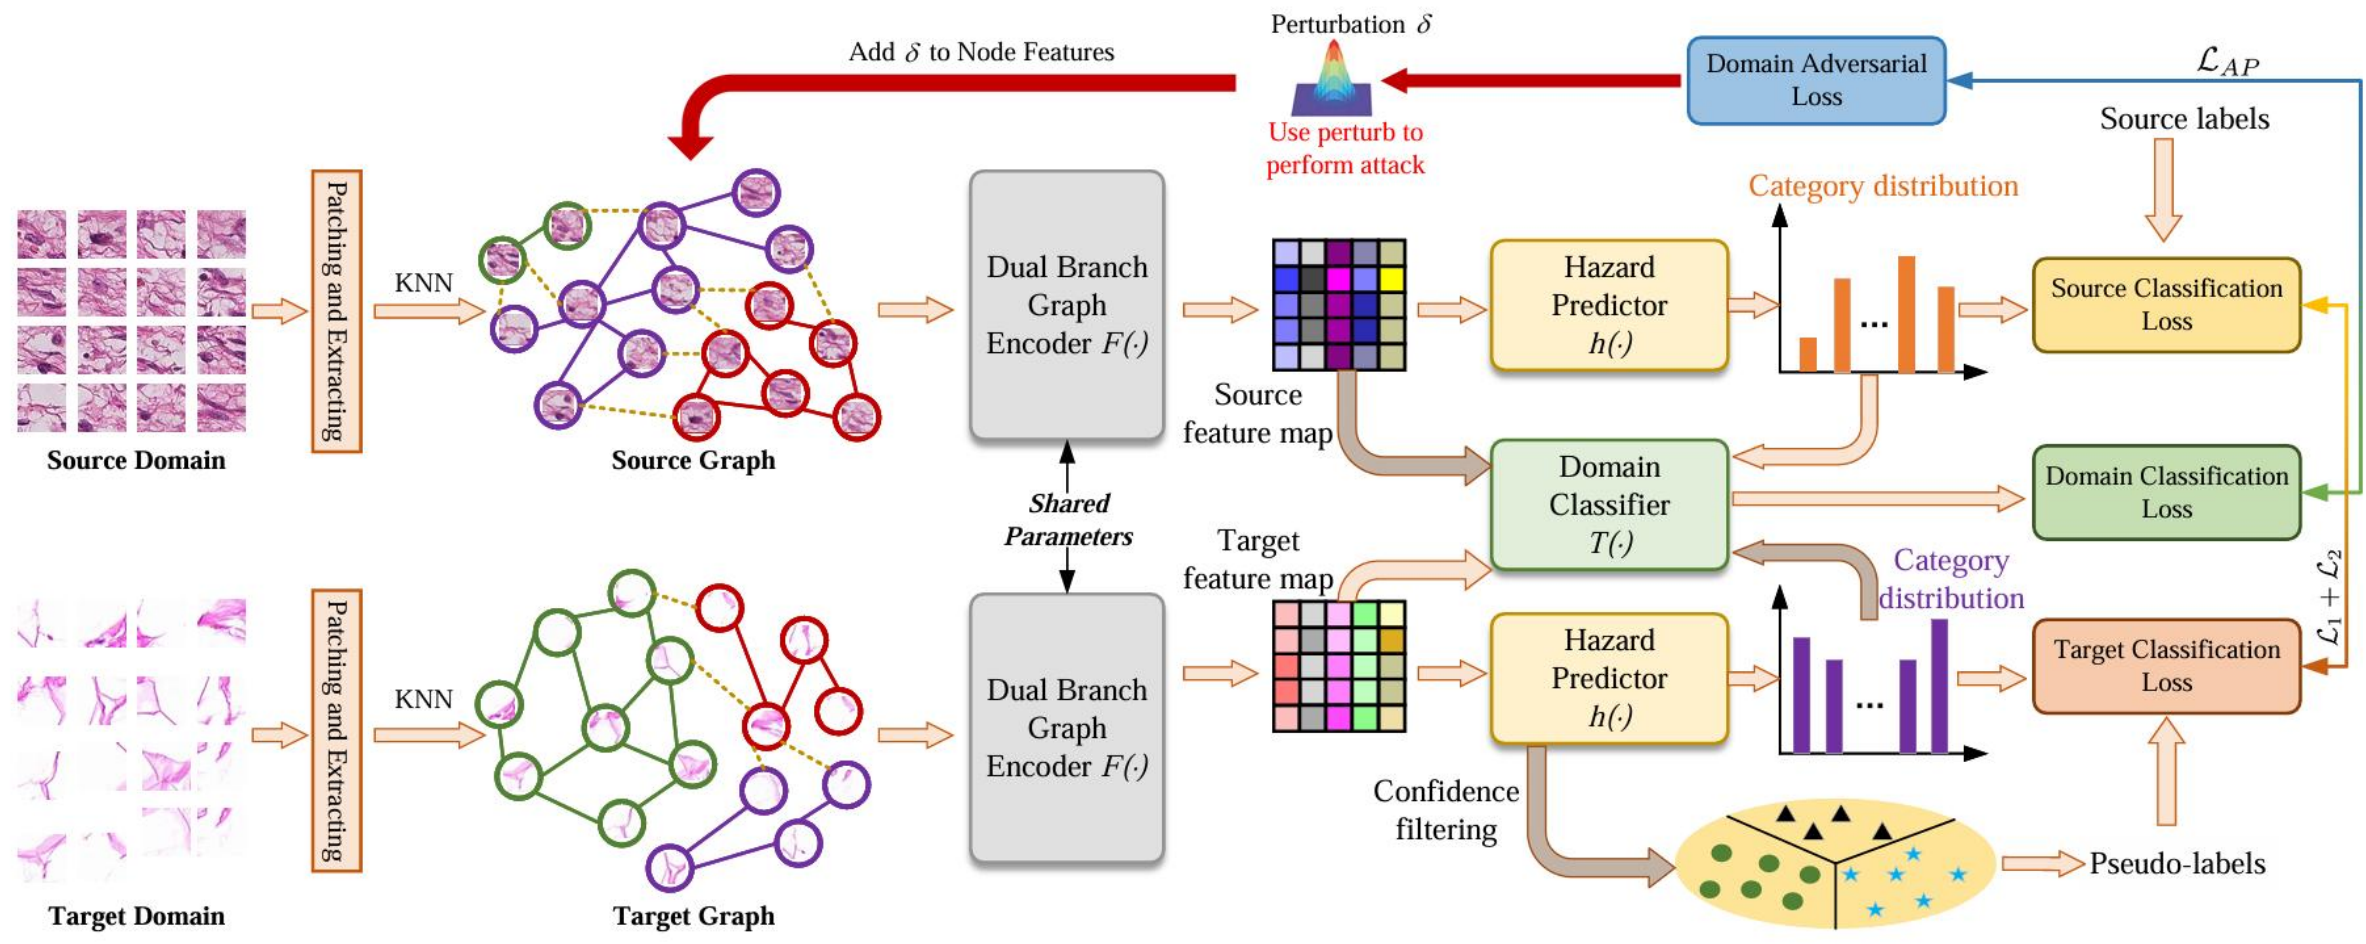 Perturbation δ
Add δ to Node Features
Use perturb to
perform attack
Domain Adversarial
Loss
ℒ_AP
Source labels
Category distribution
Patching and Extracting
KNN
Source Domain
Source Graph
Dual Branch
Graph
Encoder F(·)
Source
feature map
Hazard
Predictor
h(·)
...
Source Classification
Loss
Shared
Parameters
Domain
Classifier
T(·)
Domain Classification
Loss
Target
feature map
Category
distribution
ℒ₁ + ℒ₂
Patching and Extracting
KNN
Target Domain
Target Graph
Dual Branch
Graph
Encoder F(·)
Hazard
Predictor
h(·)
...
Target Classification
Loss
Confidence
filtering
Pseudo-labels